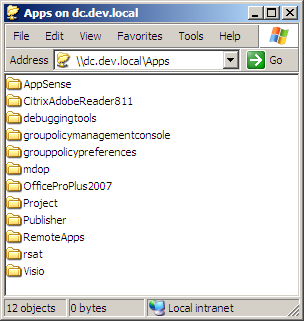 Apps on dc.dev.local
File Edit View Favorites Tools Help
Address \\dc.dev.local\Apps Go
AppSense
CitrixAdobeReader811
debuggingtools
groupolicymanagementconsole
grouppolicypreferences
mdop
OfficeProPlus2007
Project
Publisher
RemoteApps
rsat
Visio
12 objects 0 bytes Local intranet